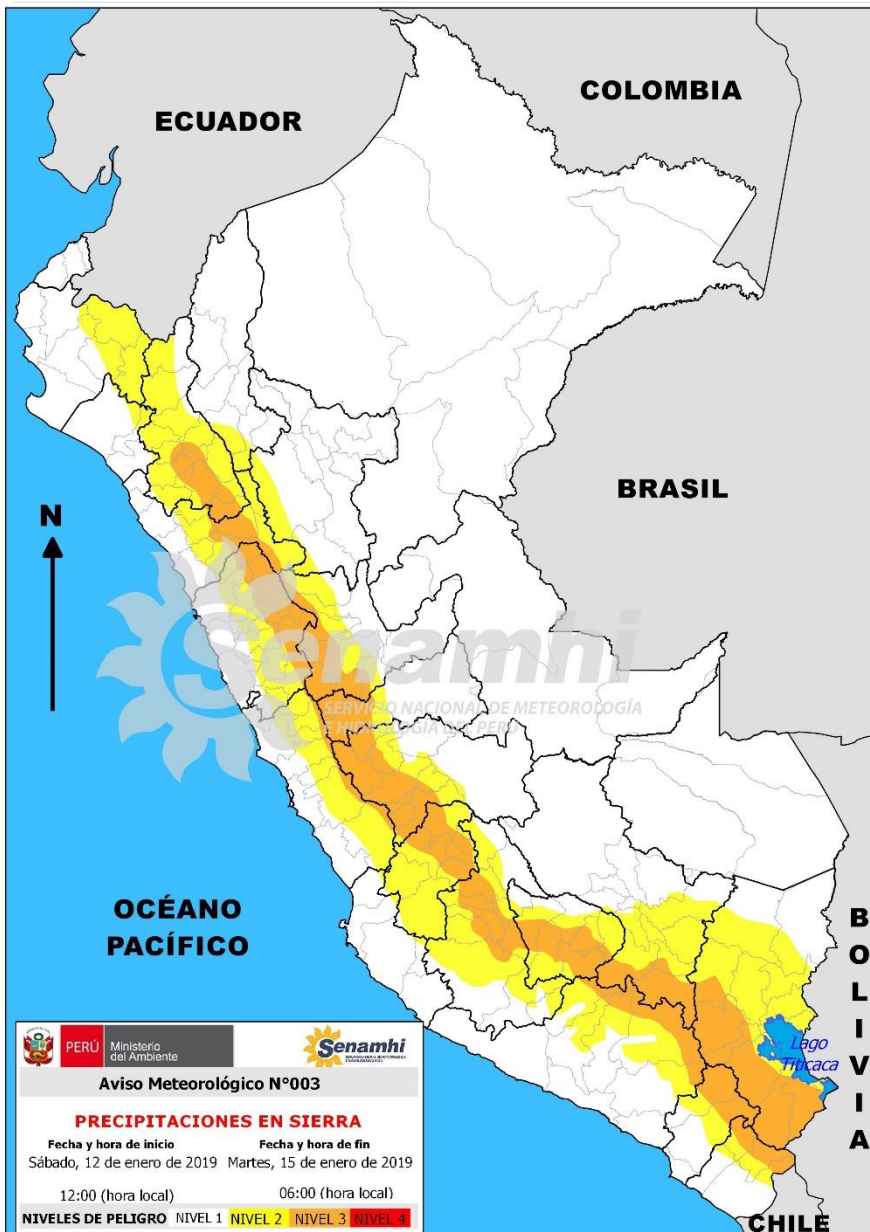 COLOMBIA
ECUADOR
BRASIL
N
Senamhi
SERVICIO NACIONAL DE METEOROLOGÍA
E HIDROLOGÍA DEL PERÚ
OCÉANO
PACÍFICO
BOLIVIA
Lago
Titicaca
CHILE
PERÚ Ministerio
del Ambiente
Senamhi
Aviso Meteorológico N°003
PRECIPITACIONES EN SIERRA
Fecha y hora de inicio Fecha y hora de fin
Sábado, 12 de enero de 2019 Martes, 15 de enero de 2019
12:00 (hora local) 06:00 (hora local)
NIVELES DE PELIGRO NIVEL 1 NIVEL 2 NIVEL 3 NIVEL 4